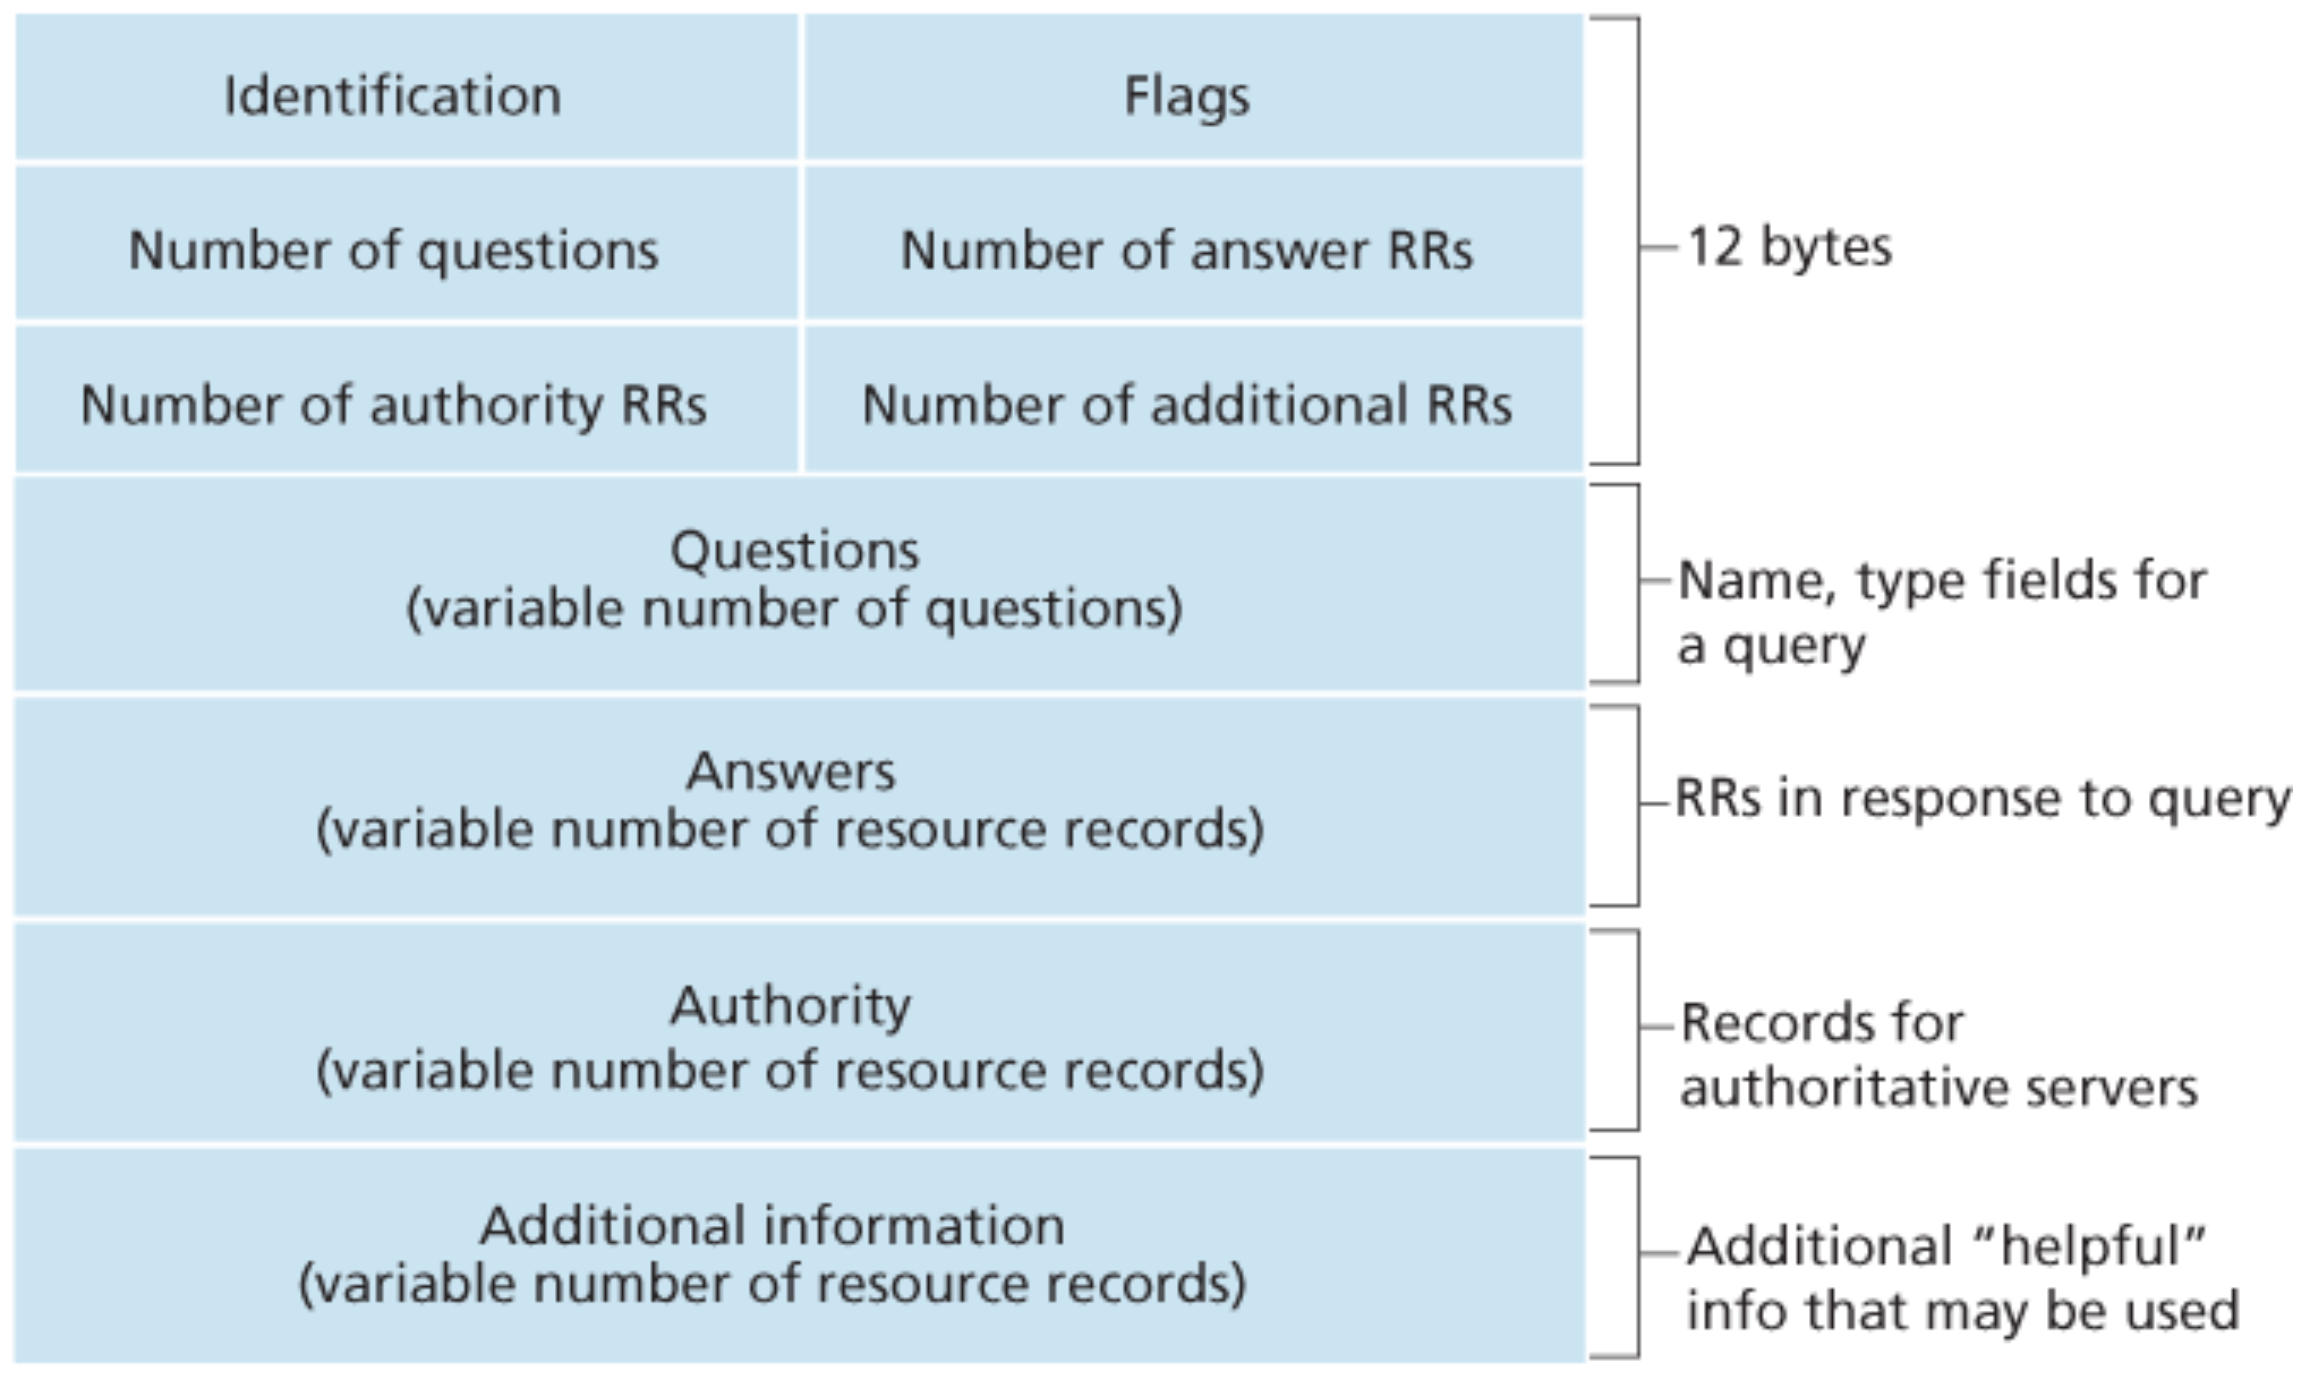 Identification
Flags
Number of questions
Number of answer RRs
12 bytes
Number of authority RRs
Number of additional RRs
Questions
(variable number of questions)
Name, type fields for
a query
Answers
(variable number of resource records)
RRs in response to query
Authority
(variable number of resource records)
Records for
authoritative servers
Additional information
(variable number of resource records)
Additional "helpful"
info that may be used